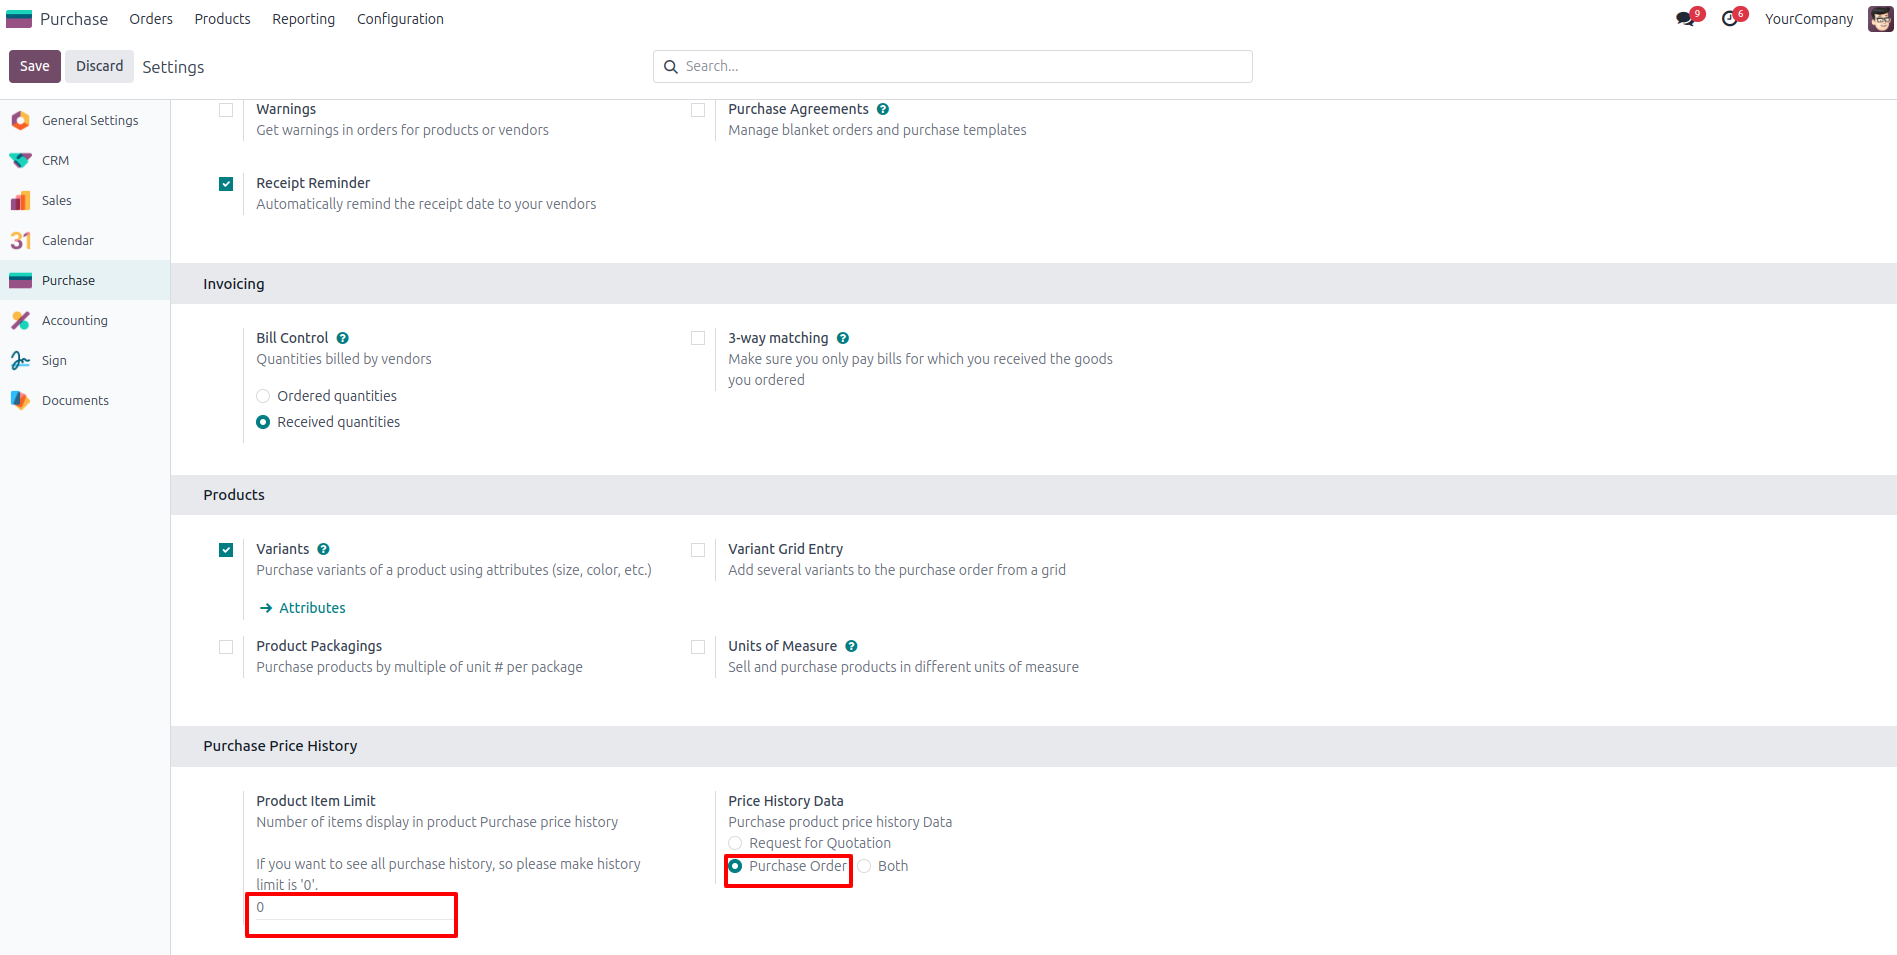 Purchase Orders Products Reporting Configuration 9 6 YourCompany
Save Discard Settings Search...
General Settings
CRM
Sales
31 Calendar
Purchase
Accounting
Sign
Documents
Warnings
Get warnings in orders for products or vendors
Purchase Agreements ?
Manage blanket orders and purchase templates
Receipt Reminder
Automatically remind the receipt date to your vendors
Invoicing
Bill Control ?
Quantities billed by vendors
Ordered quantities
Received quantities
3-way matching ?
Make sure you only pay bills for which you received the goods
you ordered
Products
Variants ?
Purchase variants of a product using attributes (size, color, etc.)
Attributes
Variant Grid Entry
Add several variants to the purchase order from a grid
Product Packagings
Purchase products by multiple of unit # per package
Units of Measure ?
Sell and purchase products in different units of measure
Purchase Price History
Product Item Limit
Number of items display in product Purchase price history
If you want to see all purchase history, so please make history
limit is '0'.
0
Price History Data
Purchase product price history Data
Request for Quotation
Purchase Order Both